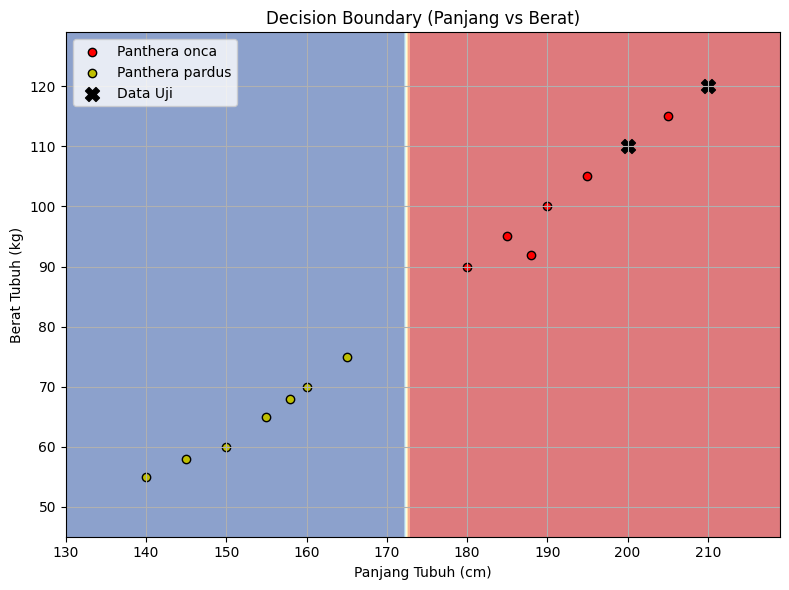 Decision Boundary (Panjang vs Berat)
Panthera onca
Panthera pardus
Data Uji
Berat Tubuh (kg)
120
110
100
90
80
70
60
50
130 140 150 160 170 180 190 200 210
Panjang Tubuh (cm)